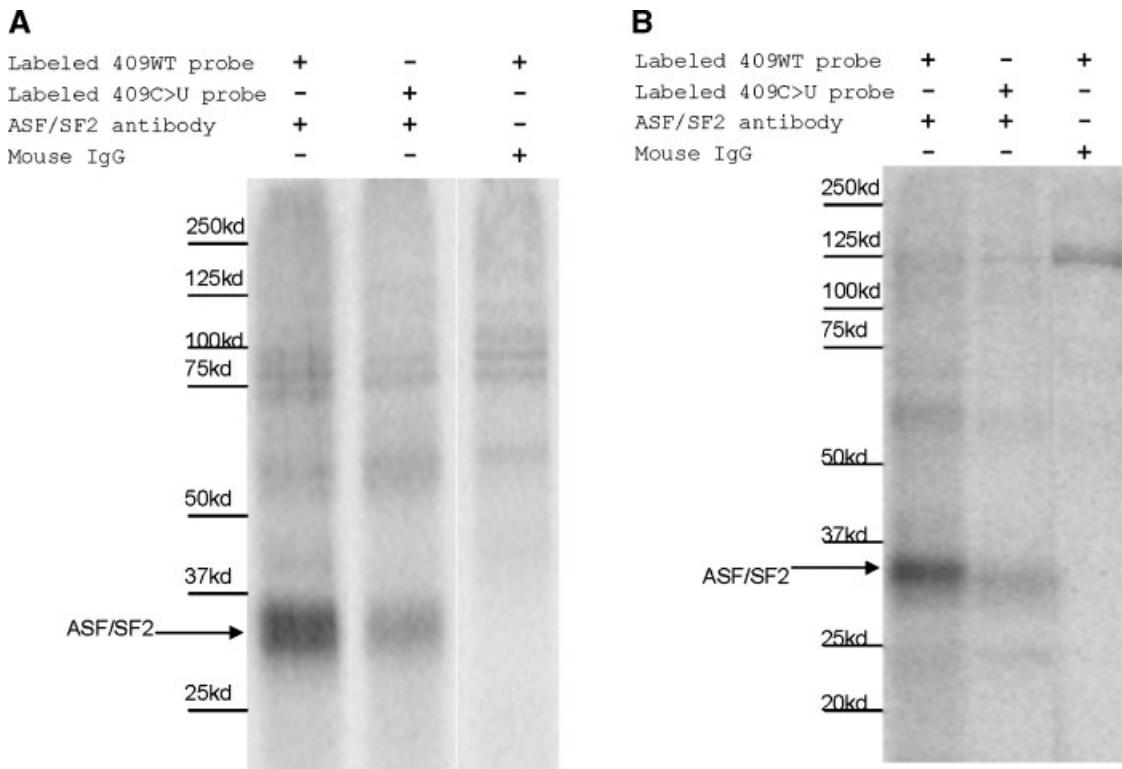 A
Labeled 409WT probe + - +
Labeled 409C>U probe - + -
ASF/SF2 antibody + + -
Mouse IgG - - +
250kd
125kd
100kd
75kd
50kd
37kd
ASF/SF2
25kd
B
Labeled 409WT probe + - +
Labeled 409C>U probe - + -
ASF/SF2 antibody + + -
Mouse IgG - - +
250kd
125kd
100kd
75kd
50kd
37kd
ASF/SF2
25kd
20kd